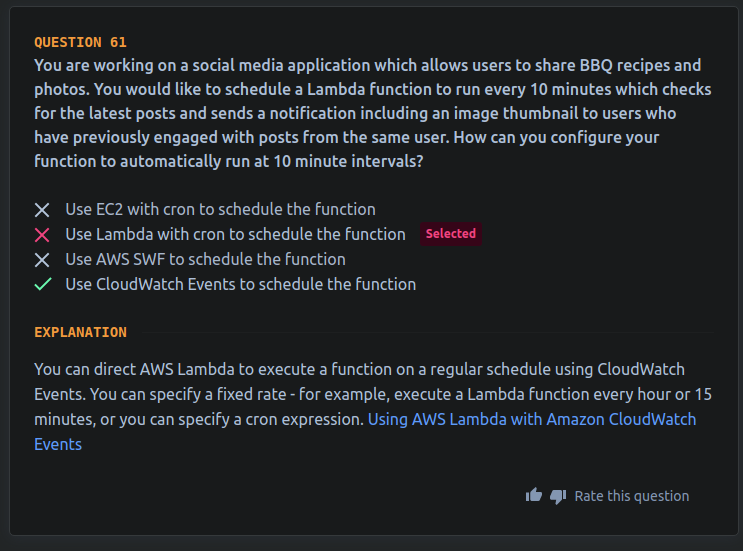 QUESTION 61
You are working on a social media application which allows users to share BBQ recipes and
photos. You would like to schedule a Lambda function to run every 10 minutes which checks
for the latest posts and sends a notification including an image thumbnail to users who
have previously engaged with posts from the same user. How can you configure your
function to automatically run at 10 minute intervals?
Use EC2 with cron to schedule the function
Use Lambda with cron to schedule the function Selected
Use AWS SWF to schedule the function
Use CloudWatch Events to schedule the function
EXPLANATION
You can direct AWS Lambda to execute a function on a regular schedule using CloudWatch
Events. You can specify a fixed rate - for example, execute a Lambda function every hour or 15
minutes, or you can specify a cron expression. Using AWS Lambda with Amazon CloudWatch
Events
Rate this question